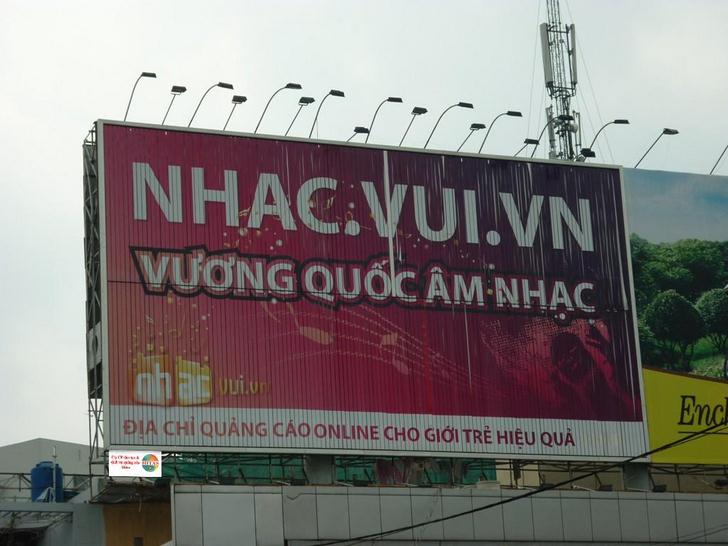 NHAC.VUI.VN
VƯƠNG QUỐC ÂM NHẠC
nhạc vui.vn
ĐỊA CHỈ QUẢNG CÁO ONLINE CHO GIỚI TRẺ HIỆU QUẢ
Encl